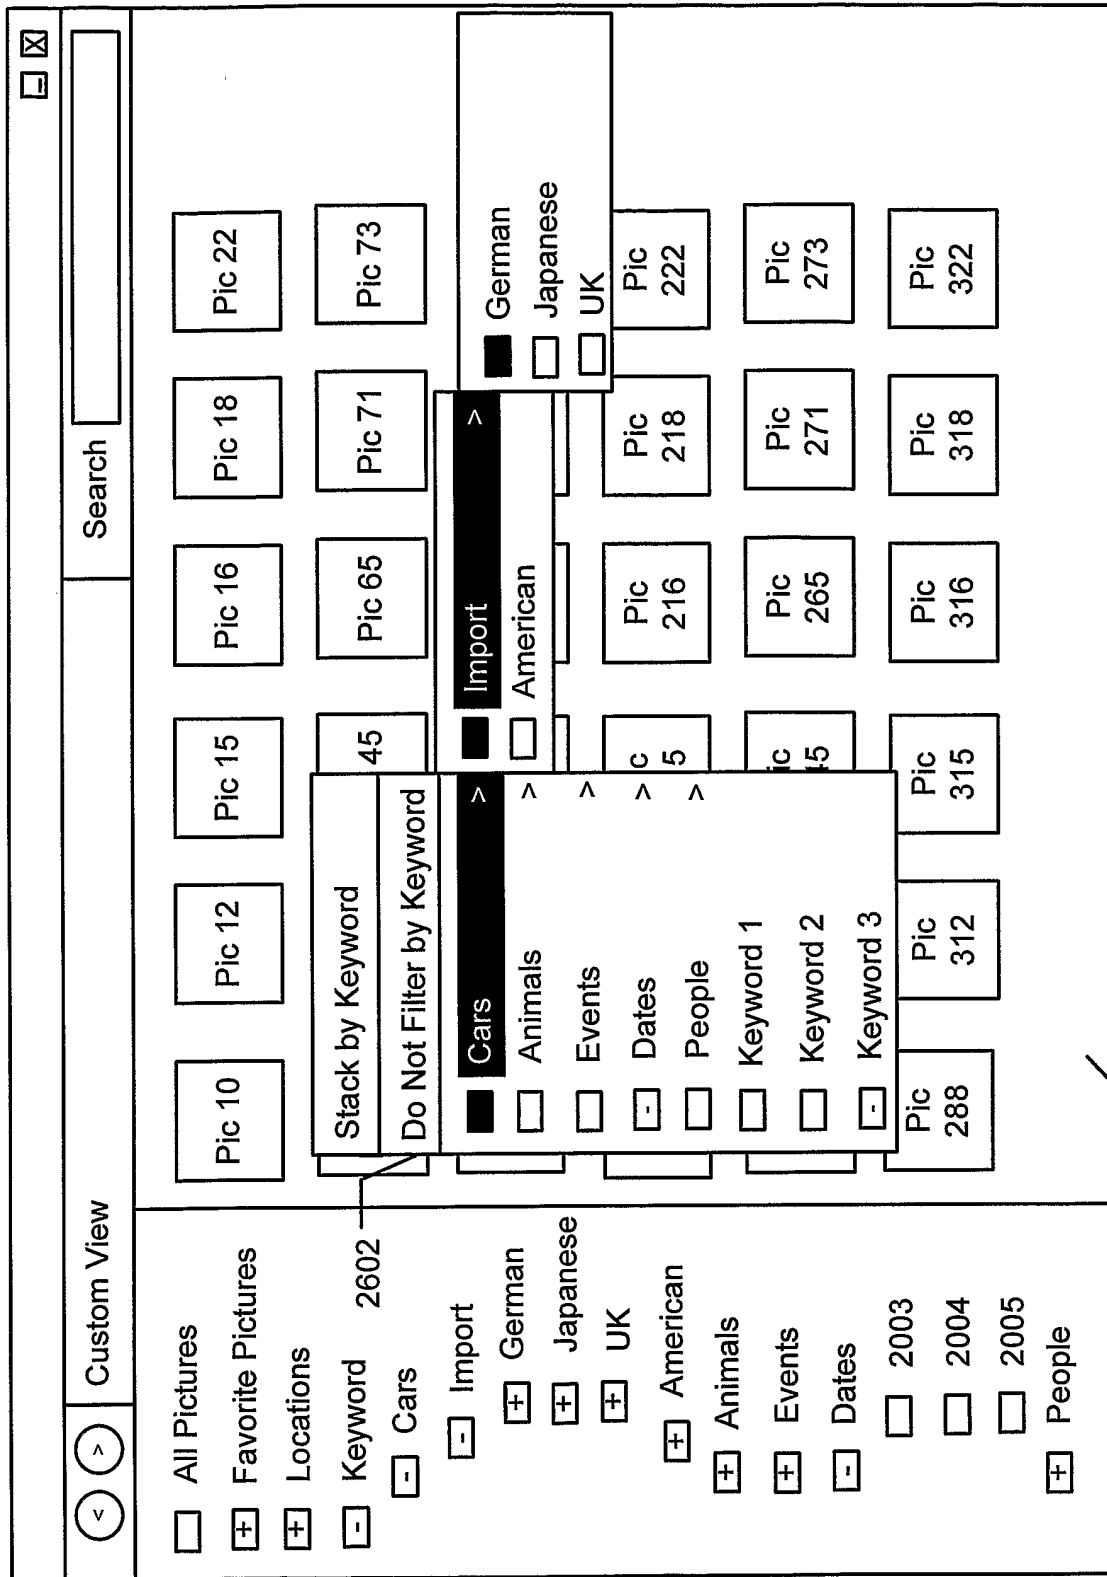 _ X
< > Custom View Search
All Pictures
+ Favorite Pictures
+ Locations
- Keyword
- Cars
- Import
+ German
+ Japanese
+ UK
+ American
+ Animals
+ Events
- Dates
2003
2004
2005
+ People
2602
Pic 10 Pic 12 Pic 15 Pic 16 Pic 18 Pic 22
45 Pic 65 Pic 71 Pic 73
Stack by Keyword
Do Not Filter by Keyword
Cars >
Animals >
Events >
- Dates >
People >
Keyword 1
Keyword 2
- Keyword 3
Import >
American
German
Japanese
UK
c
5
Pic
216
Pic
218
Pic
222
ic
45
Pic
265
Pic
271
Pic
273
Pic
288
Pic
312
Pic
315
Pic
316
Pic
318
Pic
322